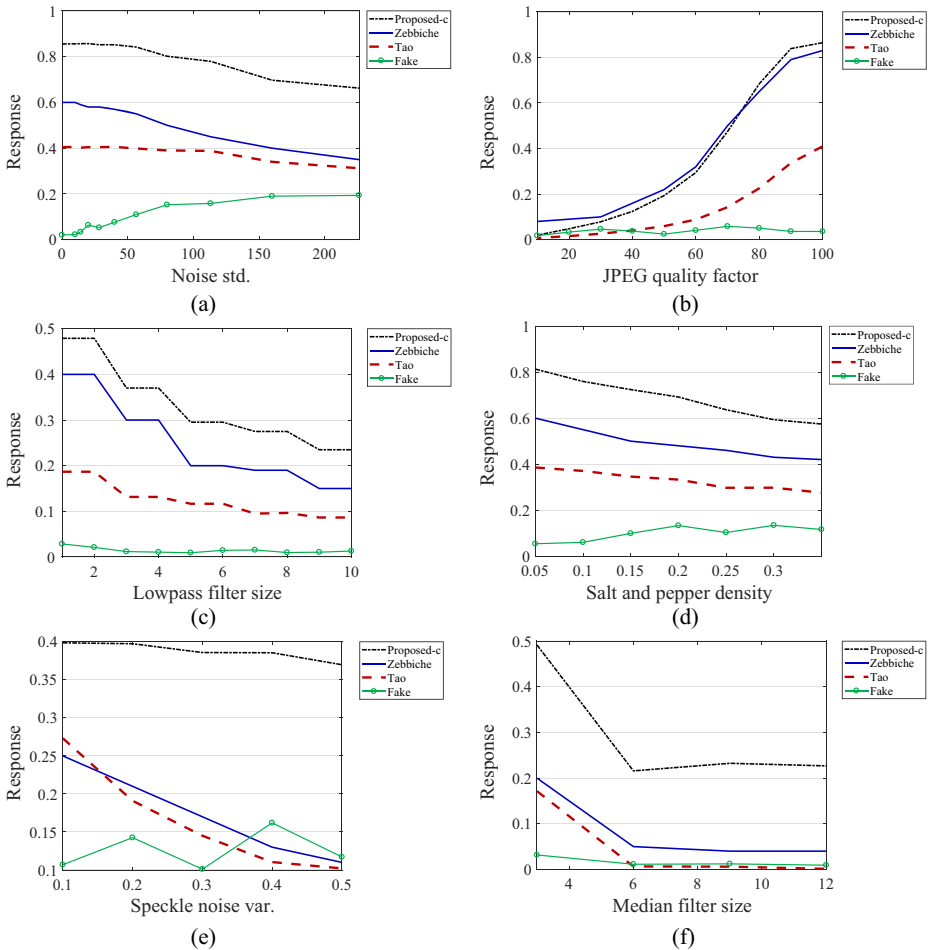 1
0.8
0.6
0.4
0.2
0
0 50 100 150 200
Response
Noise std.
Proposed-c
Zebbiche
Tao
Fake
(a)
1
0.8
0.6
0.4
0.2
0
20 40 60 80 100
Response
JPEG quality factor
Proposed-c
Zebbiche
Tao
Fake
(b)
0.5
0.4
0.3
0.2
0.1
0
2 4 6 8 10
Response
Lowpass filter size
Proposed-c
Zebbiche
Tao
Fake
(c)
1
0.8
0.6
0.4
0.2
0
0.05 0.1 0.15 0.2 0.25 0.3
Response
Salt and pepper density
Proposed-c
Zebbiche
Tao
Fake
(d)
0.4
0.35
0.3
0.25
0.2
0.15
0.1
0.1 0.2 0.3 0.4 0.5
Response
Speckle noise var.
Proposed-c
Zebbiche
Tao
Fake
(e)
0.5
0.4
0.3
0.2
0.1
0
4 6 8 10 12
Response
Median filter size
Proposed-c
Zebbiche
Tao
Fake
(f)